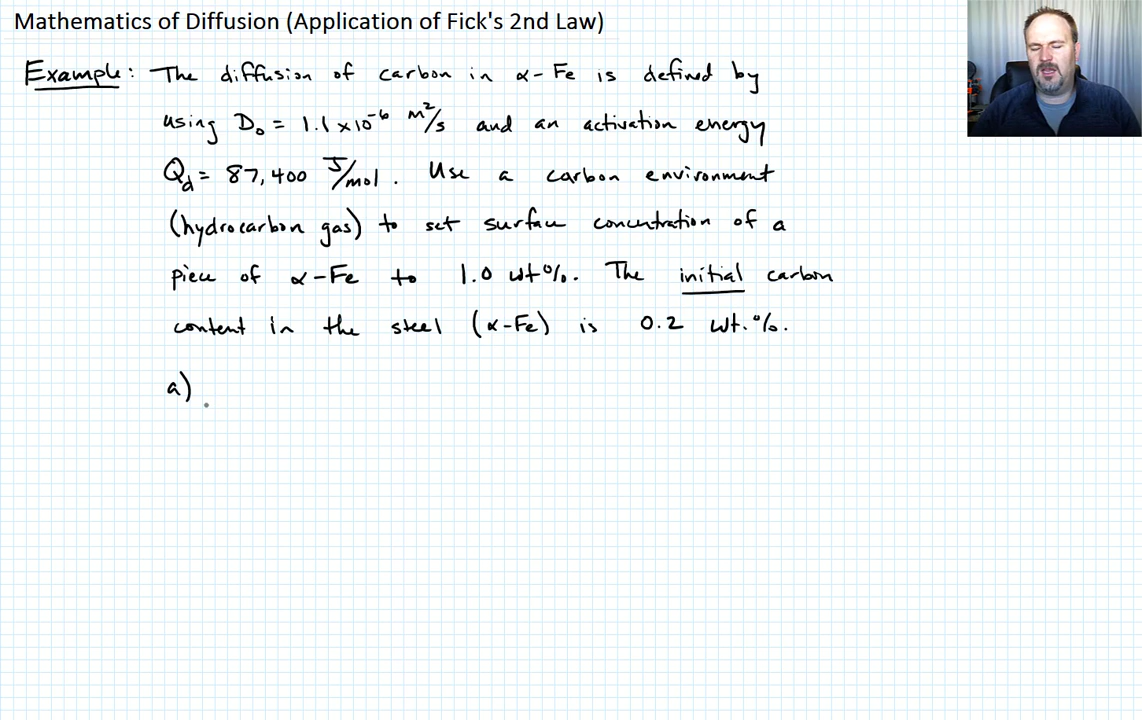 Mathematics of Diffusion (Application of Fick's 2nd Law)
Example: The diffusion of carbon in α-Fe is defined by
using D₀ = 1.1 × 10⁻⁶ m²/s and an activation energy
Q_d = 87,400 J/mol. Use a carbon environment
(hydrocarbon gas) to set surface concentration of a
piece of α-Fe to 1.0 wt%. The initial carbon
content in the steel (α-Fe) is 0.2 wt.%.
a)